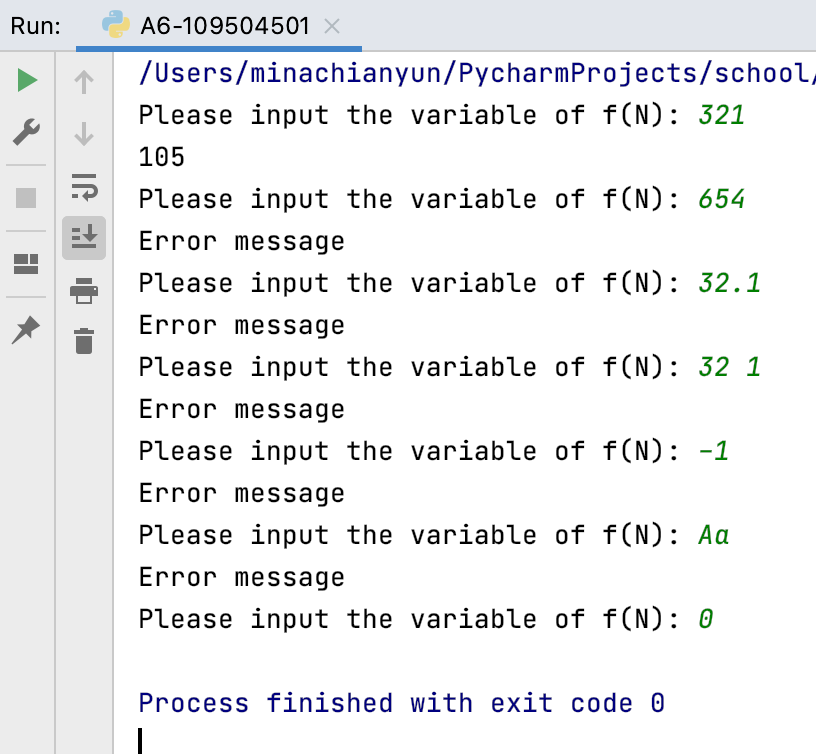 Run: A6-109504501
/Users/minachianyun/PycharmProjects/school/
Please input the variable of f(N): 321
105
Please input the variable of f(N): 654
Error message
Please input the variable of f(N): 32.1
Error message
Please input the variable of f(N): 32 1
Error message
Please input the variable of f(N): -1
Error message
Please input the variable of f(N): Aa
Error message
Please input the variable of f(N): 0
Process finished with exit code 0